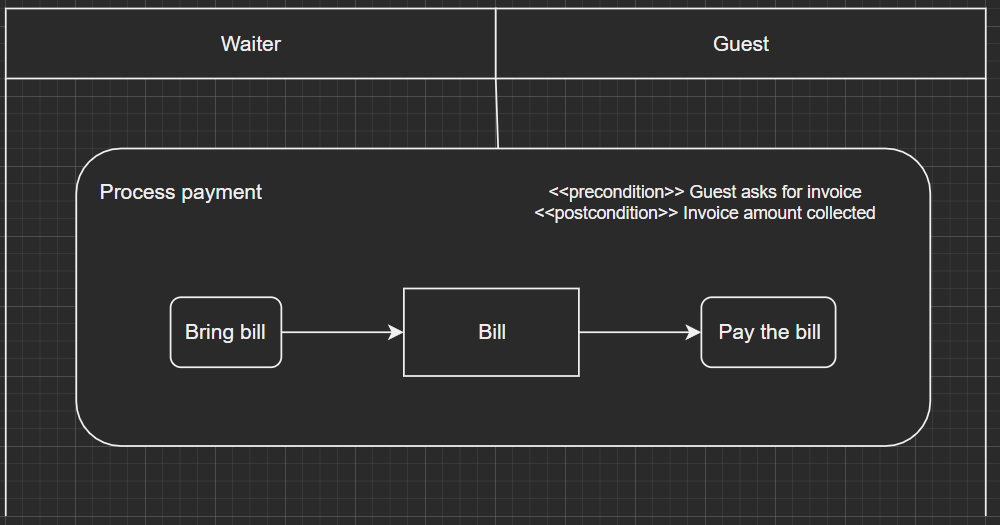 Waiter
Guest
Process payment
<<precondition>> Guest asks for invoice
<<postcondition>> Invoice amount collected
Bring bill
Bill
Pay the bill